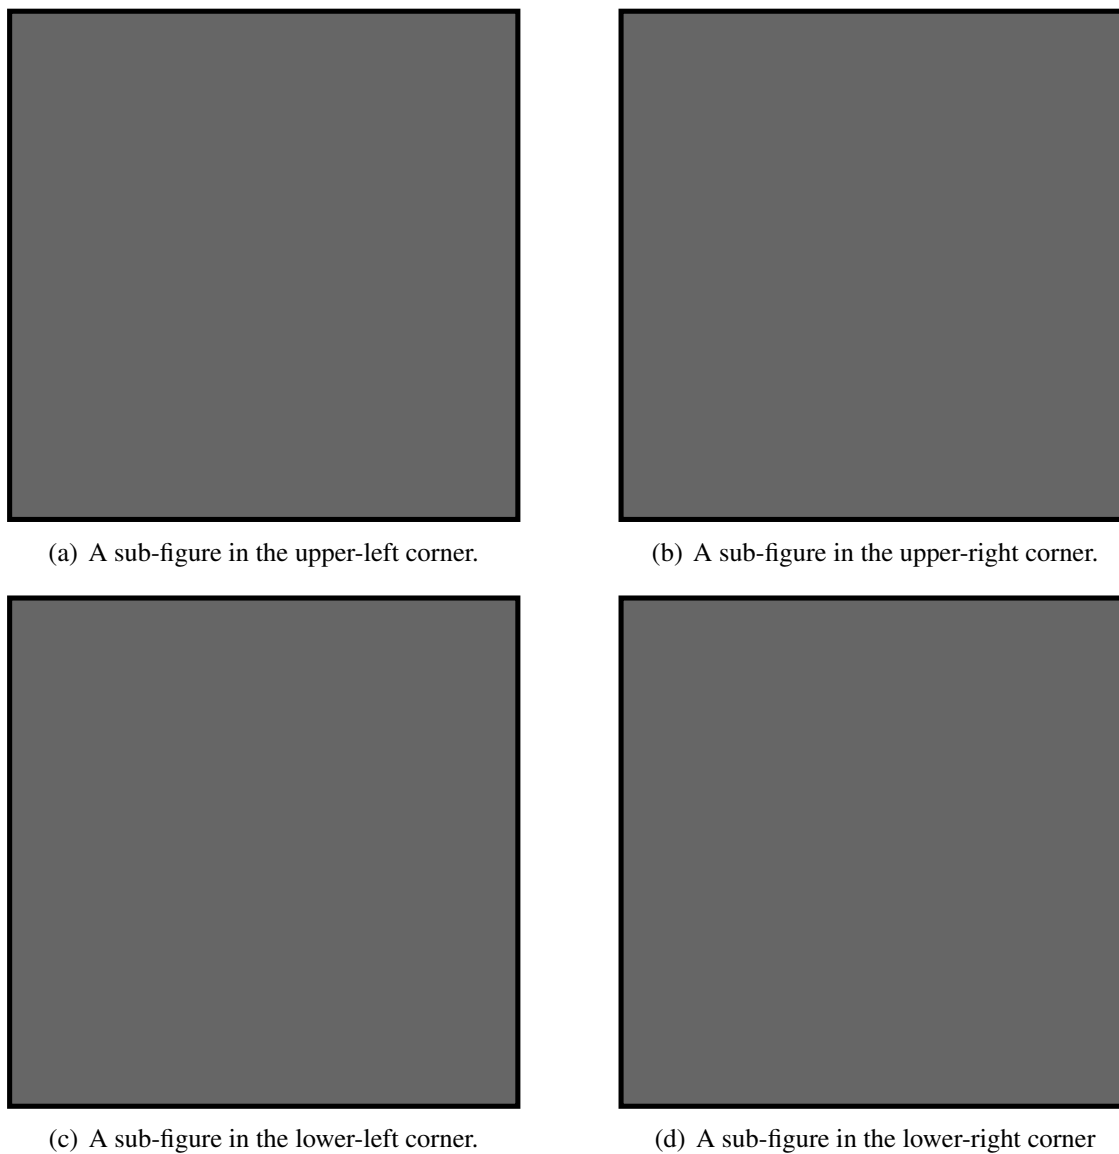 (a) A sub-figure in the upper-left corner.
(b) A sub-figure in the upper-right corner.
(c) A sub-figure in the lower-left corner.
(d) A sub-figure in the lower-right corner